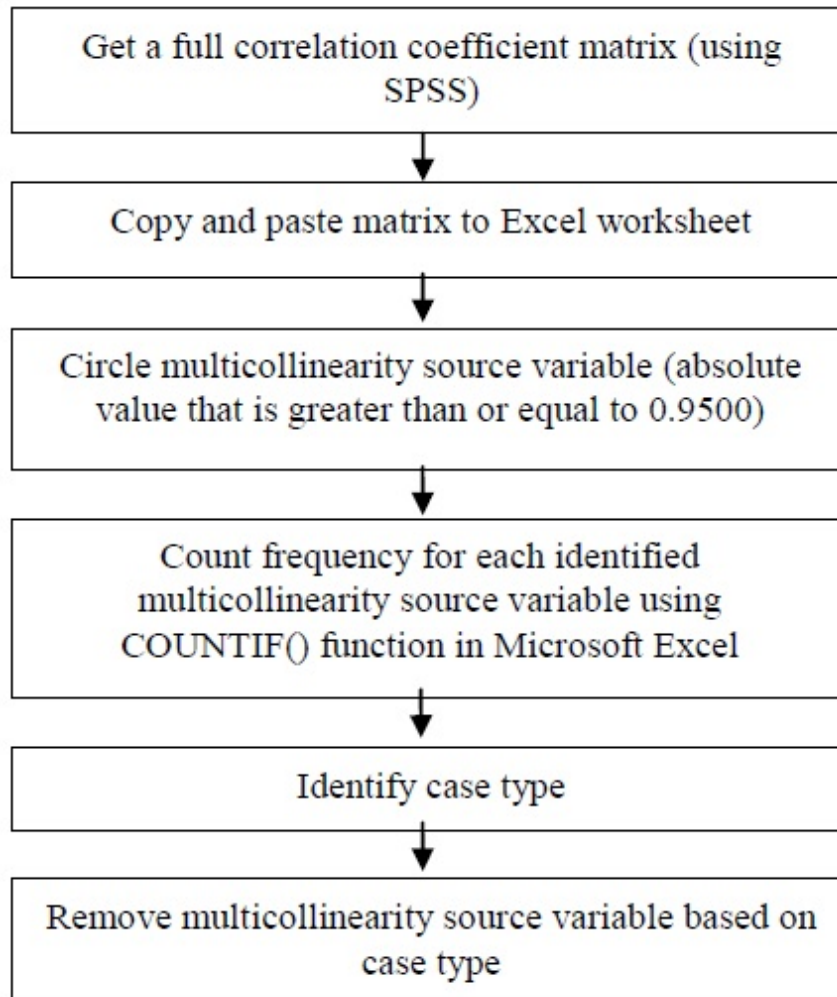 Get a full correlation coefficient matrix (using
SPSS)
Copy and paste matrix to Excel worksheet
Circle multicollinearity source variable (absolute
value that is greater than or equal to 0.9500)
Count frequency for each identified
multicollinearity source variable using
COUNTIF() function in Microsoft Excel
Identify case type
Remove multicollinearity source variable based on
case type